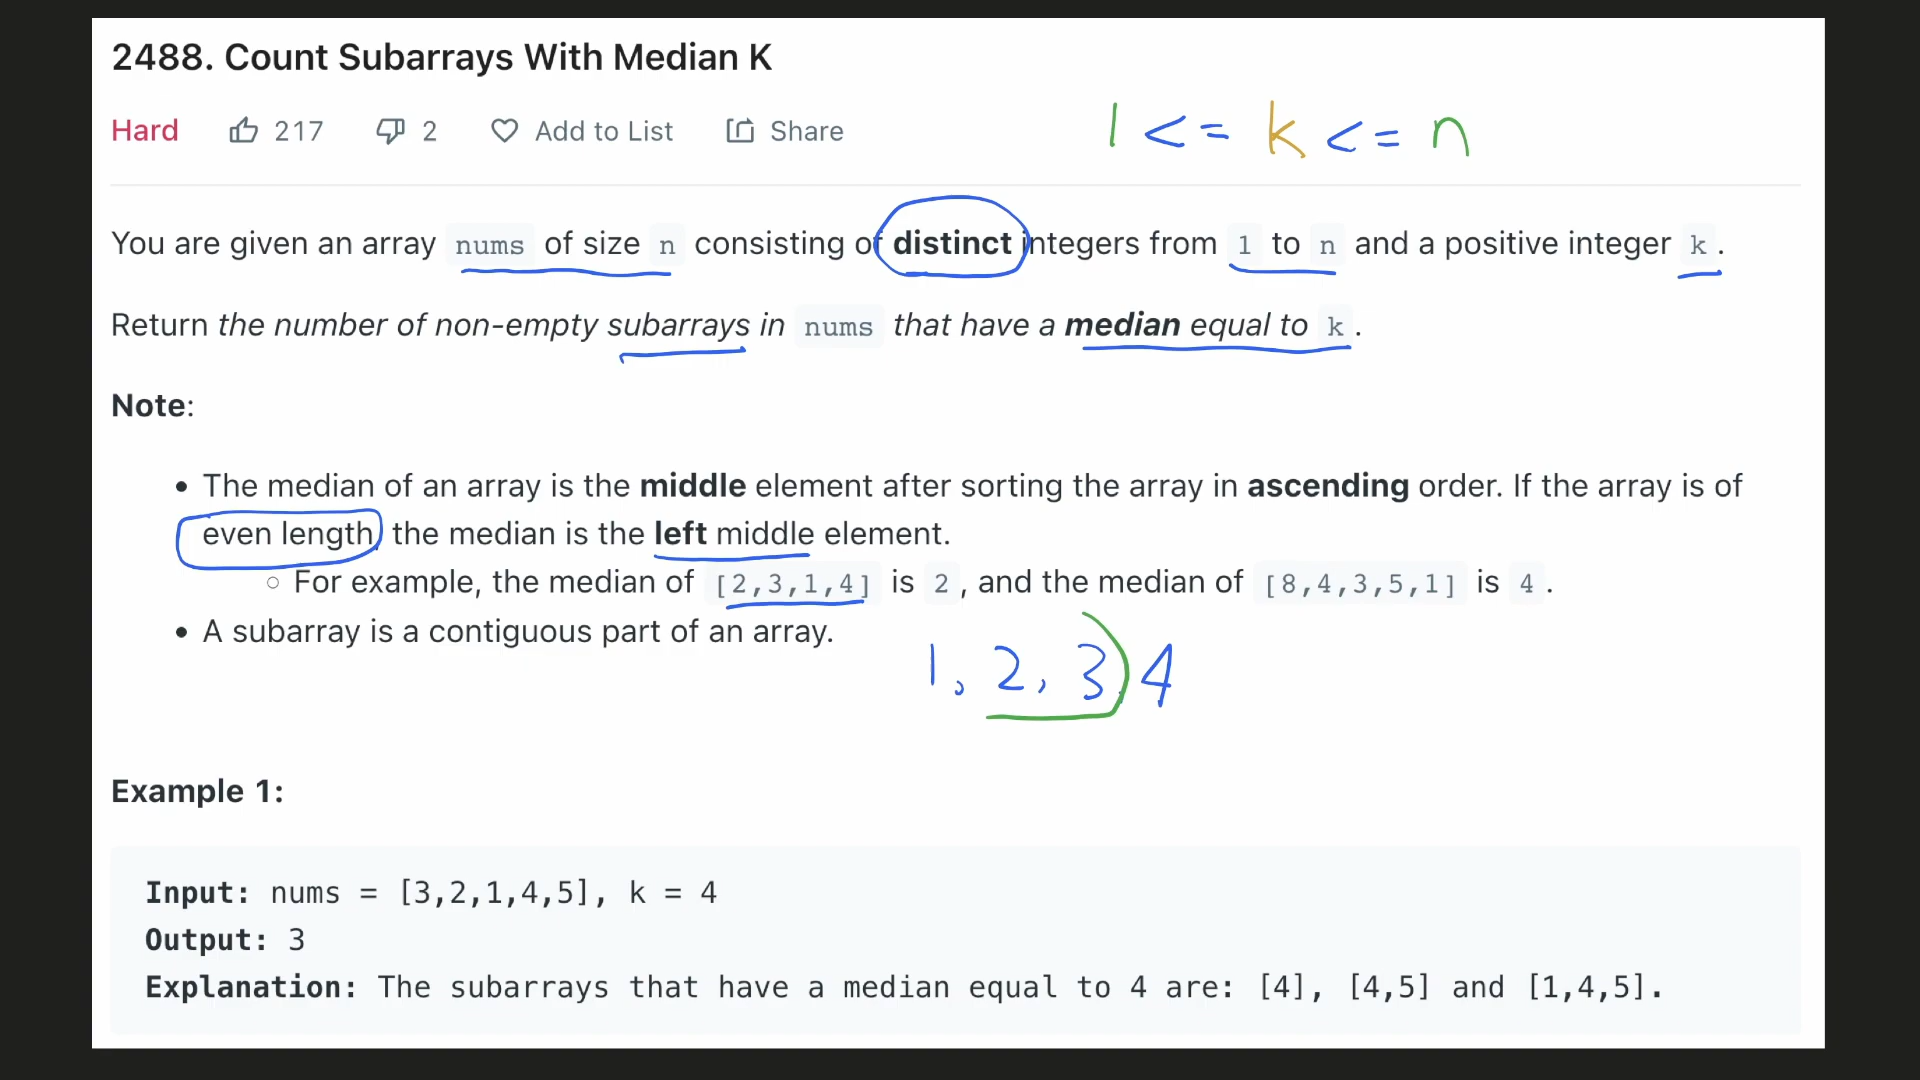 2488. Count Subarrays With Median K
Hard 217 2 Add to List Share
1 <= k <= n
You are given an array nums of size n consisting of distinct integers from 1 to n and a positive integer k.
Return the number of non-empty subarrays in nums that have a median equal to k.
Note:
• The median of an array is the middle element after sorting the array in ascending order. If the array is of
even length, the median is the left middle element.
○ For example, the median of [2,3,1,4] is 2, and the median of [8,4,3,5,1] is 4.
• A subarray is a contiguous part of an array.
1, 2, 3, 4
Example 1:
Input: nums = [3,2,1,4,5], k = 4
Output: 3
Explanation: The subarrays that have a median equal to 4 are: [4], [4,5] and [1,4,5].